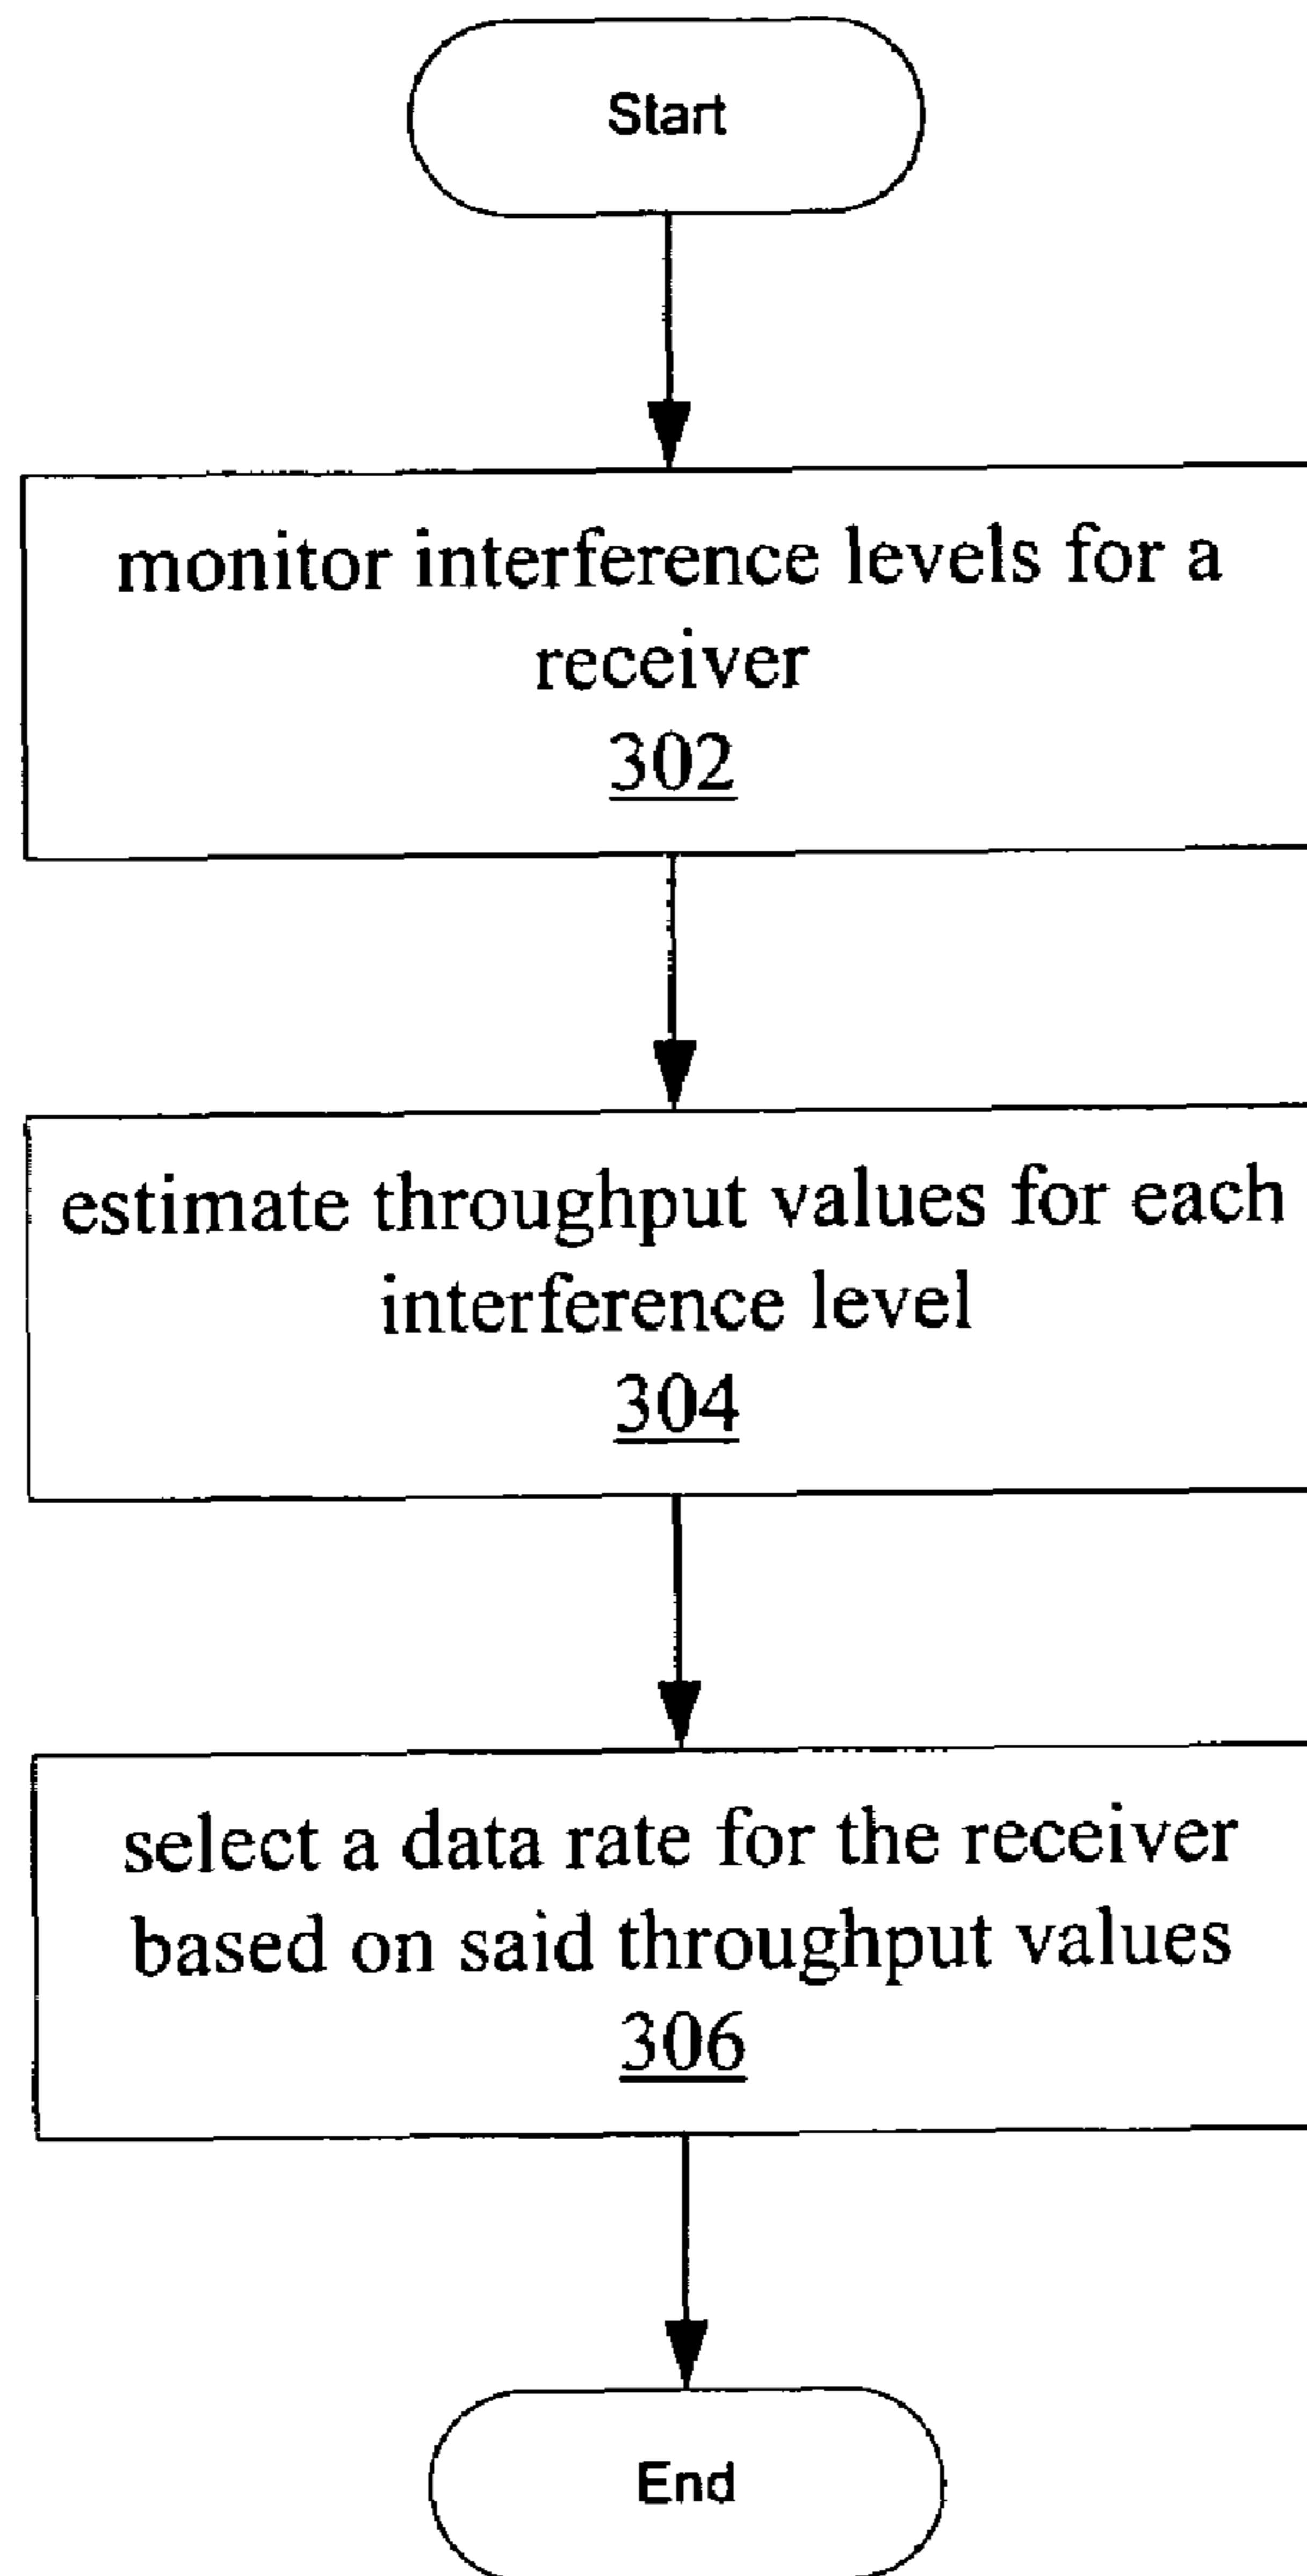 Start
monitor interference levels for a
receiver
302
estimate throughput values for each
interference level
304
select a data rate for the receiver
based on said throughput values
306
End